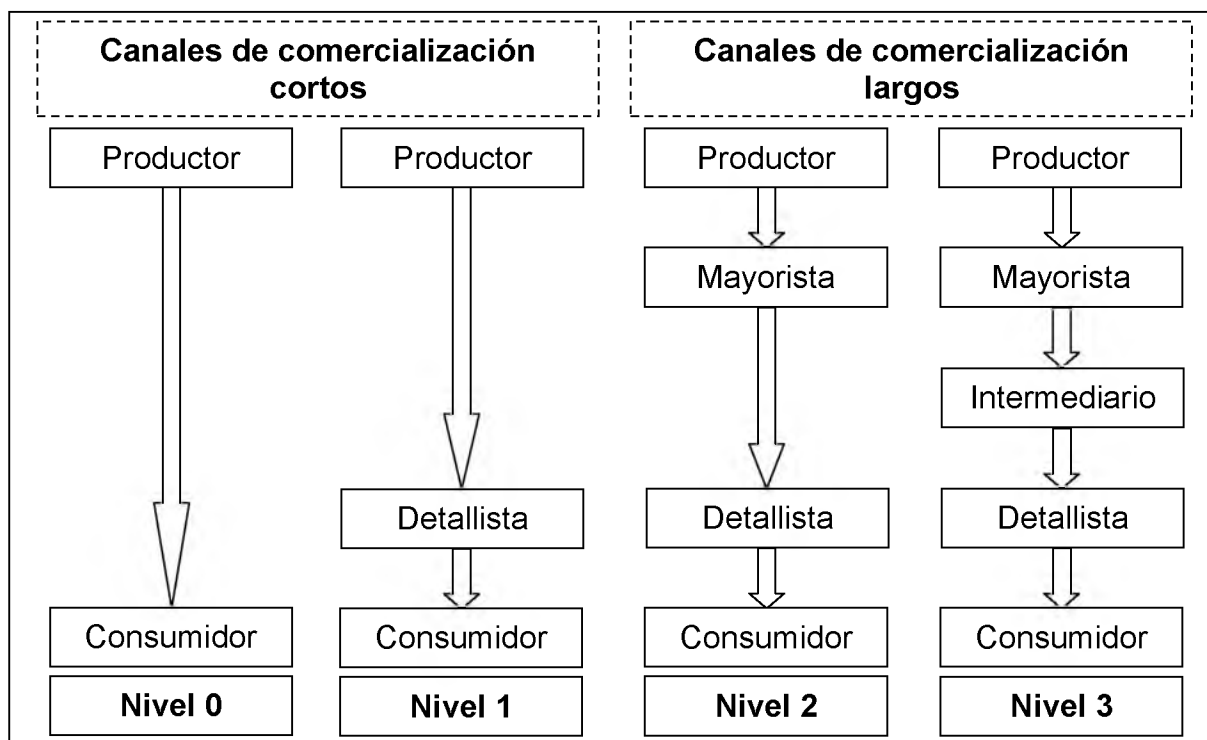 Canales de comercialización
cortos
Canales de comercialización
largos
Productor
Productor
Productor
Productor
Mayorista
Mayorista
Intermediario
Detallista
Detallista
Detallista
Consumidor
Consumidor
Consumidor
Consumidor
Nivel 0
Nivel 1
Nivel 2
Nivel 3